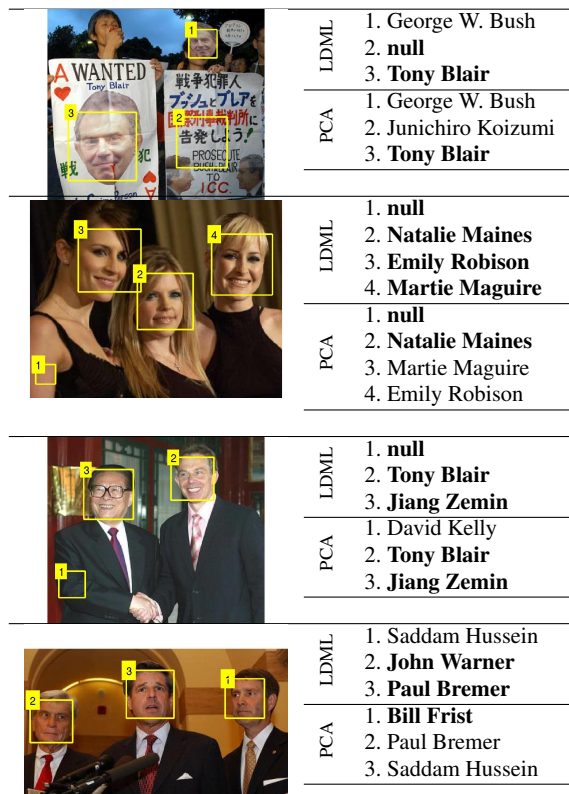 1
A WANTED
Tony Blair
3
戦
犯
A
戦争犯罪人
ブッシュとブレアを
国際刑事裁判所に
2
告発しよう!
PROSECUTE
BUSH & BLAIR
TO
ICC.
LDML
1. George W. Bush
2. null
3. Tony Blair
PCA
1. George W. Bush
2. Junichiro Koizumi
3. Tony Blair
3
4
2
1
LDML
1. null
2. Natalie Maines
3. Emily Robison
4. Martie Maguire
PCA
1. null
2. Natalie Maines
3. Martie Maguire
4. Emily Robison
2
3
1
LDML
1. null
2. Tony Blair
3. Jiang Zemin
PCA
1. David Kelly
2. Tony Blair
3. Jiang Zemin
3
1
2
LDML
1. Saddam Hussein
2. John Warner
3. Paul Bremer
PCA
1. Bill Frist
2. Paul Bremer
3. Saddam Hussein